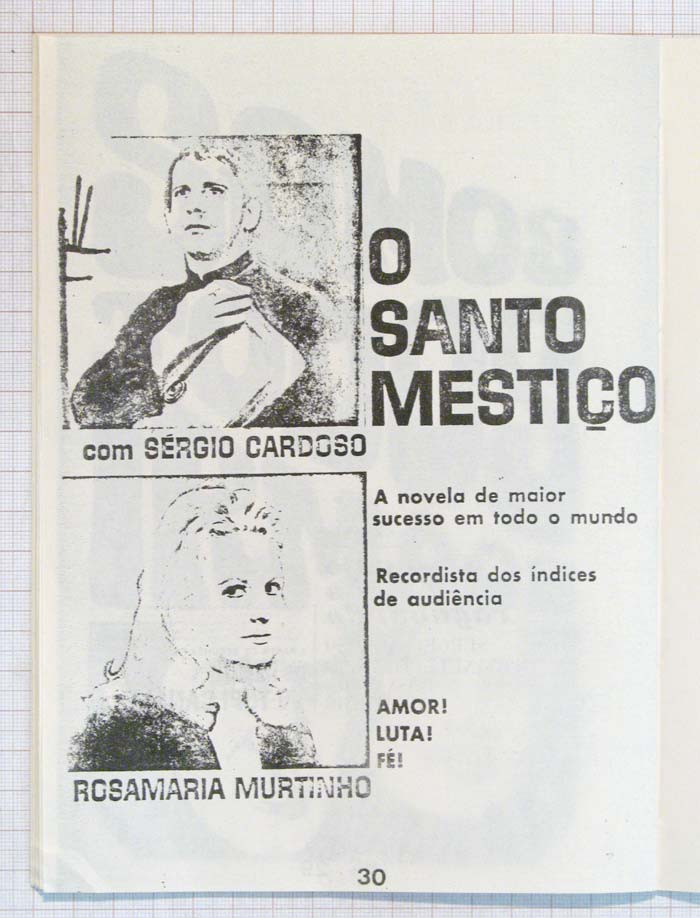 O
SANTO
MESTIÇO
com SÉRGIO CARDOSO
A novela de maior
sucesso em todo o mundo
Recordista dos índices
de audiência
AMOR!
LUTA!
FÉ!
ROSAMARIA MURTINHO
30